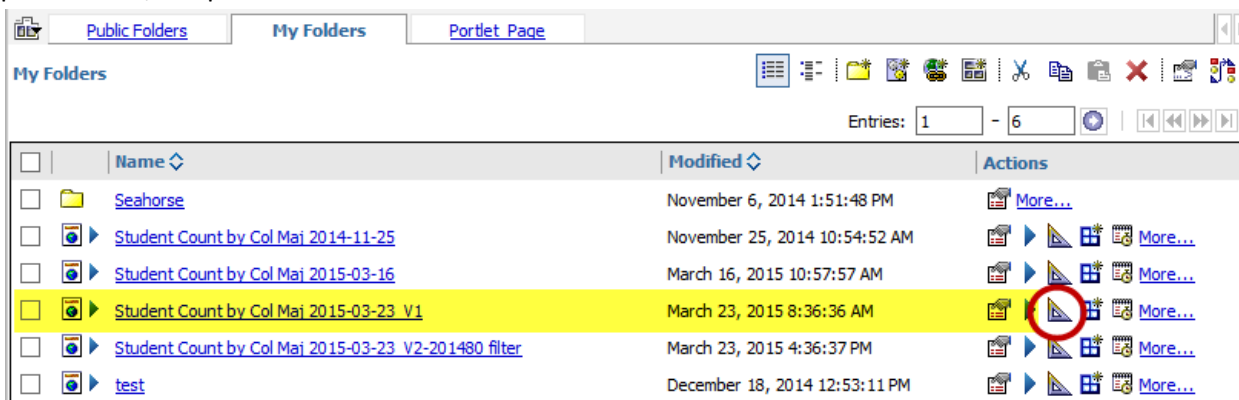 Public Folders My Folders Portlet Page
My Folders
Entries: 1 - 6
Name Modified Actions
Seahorse November 6, 2014 1:51:48 PM More...
Student Count by Col Maj 2014-11-25 November 25, 2014 10:54:52 AM More...
Student Count by Col Maj 2015-03-16 March 16, 2015 10:57:57 AM More...
Student Count by Col Maj 2015-03-23_V1 March 23, 2015 8:36:36 AM More...
Student Count by Col Maj 2015-03-23_V2-201480 filter March 23, 2015 4:36:37 PM More...
test December 18, 2014 12:53:11 PM More...